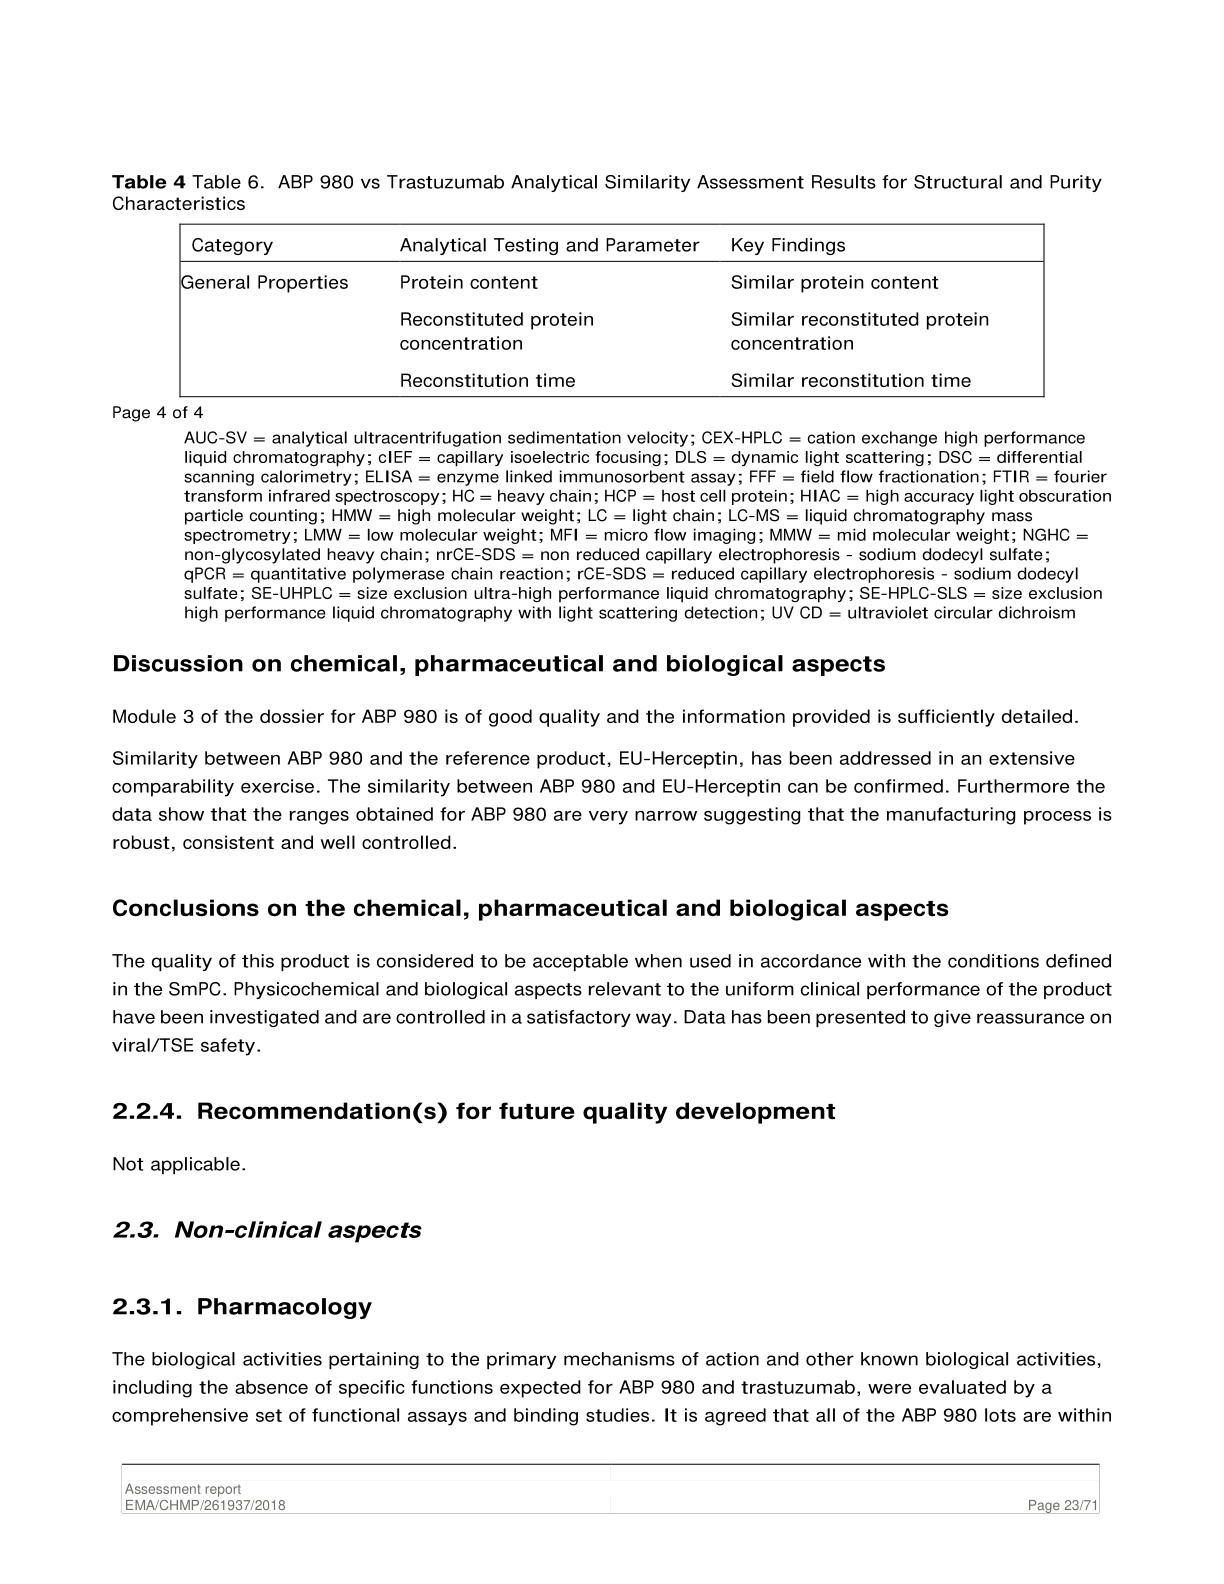 Table 4 Table 6. ABP 980 vs Trastuzumab Analytical Similarity Assessment Results for Structural and Purity
Characteristics
Category Analytical Testing and Parameter Key Findings
General Properties Protein content Similar protein content
Reconstituted protein concentration Similar reconstituted protein concentration
Reconstitution time Similar reconstitution time
Page 4 of 4
AUC-SV = analytical ultracentrifugation sedimentation velocity; CEX-HPLC = cation exchange high performance
liquid chromatography; cIEF = capillary isoelectric focusing; DLS = dynamic light scattering; DSC = differential
scanning calorimetry; ELISA = enzyme linked immunosorbent assay; FFF = field flow fractionation; FTIR = fourier
transform infrared spectroscopy; HC = heavy chain; HCP = host cell protein; HIAC = high accuracy light obscuration
particle counting; HMW = high molecular weight; LC = light chain; LC-MS = liquid chromatography mass
spectrometry; LMW = low molecular weight; MFI = micro flow imaging; MMW = mid molecular weight; NGHC =
non-glycosylated heavy chain; nrCE-SDS = non reduced capillary electrophoresis - sodium dodecyl sulfate;
qPCR = quantitative polymerase chain reaction; rCE-SDS = reduced capillary electrophoresis - sodium dodecyl
sulfate; SE-UHPLC = size exclusion ultra-high performance liquid chromatography; SE-HPLC-SLS = size exclusion
high performance liquid chromatography with light scattering detection; UV CD = ultraviolet circular dichroism
Discussion on chemical, pharmaceutical and biological aspects
Module 3 of the dossier for ABP 980 is of good quality and the information provided is sufficiently detailed.
Similarity between ABP 980 and the reference product, EU-Herceptin, has been addressed in an extensive
comparability exercise. The similarity between ABP 980 and EU-Herceptin can be confirmed. Furthermore the
data show that the ranges obtained for ABP 980 are very narrow suggesting that the manufacturing process is
robust, consistent and well controlled.
Conclusions on the chemical, pharmaceutical and biological aspects
The quality of this product is considered to be acceptable when used in accordance with the conditions defined
in the SmPC. Physicochemical and biological aspects relevant to the uniform clinical performance of the product
have been investigated and are controlled in a satisfactory way. Data has been presented to give reassurance on
viral/TSE safety.
2.2.4. Recommendation(s) for future quality development
Not applicable.
2.3. Non-clinical aspects
2.3.1. Pharmacology
The biological activities pertaining to the primary mechanisms of action and other known biological activities,
including the absence of specific functions expected for ABP 980 and trastuzumab, were evaluated by a
comprehensive set of functional assays and binding studies. It is agreed that all of the ABP 980 lots are within
Assessment report
EMA/CHMP/261937/2018 Page 23/71